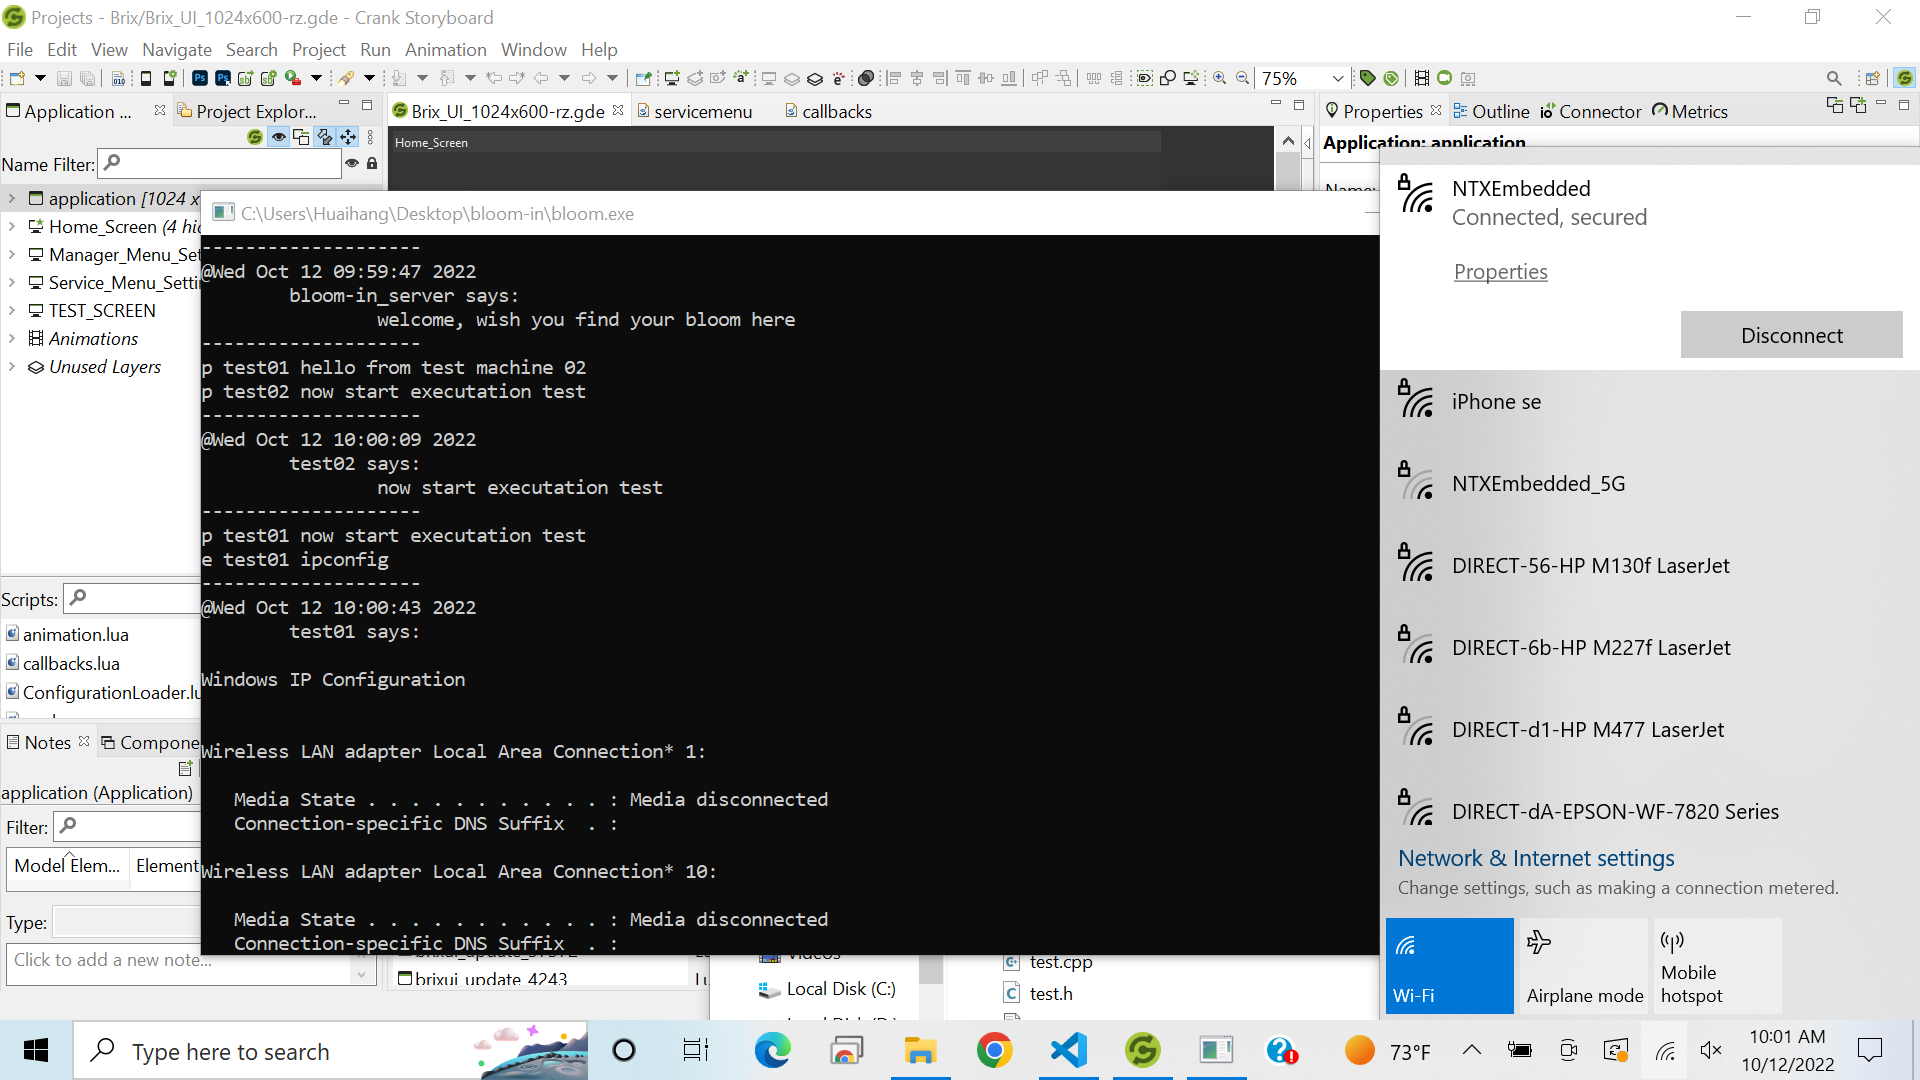 Projects - Brix/Brix_UI_1024x600-rz.gde - Crank Storyboard
File Edit View Navigate Search Project Run Animation Window Help
75%
Application ...
Project Explor...
Brix_UI_1024x600-rz.gde
servicemenu
callbacks
Properties
Outline
Connector
Metrics
Name Filter:
Home_Screen
Application: application
application [1024 x
Home_Screen (4 hid
Manager_Menu_Set
Service_Menu_Setti
TEST_SCREEN
Animations
Unused Layers
Scripts:
animation.lua
callbacks.lua
ConfigurationLoader.lu
Notes
Compone
application (Application)
Filter:
Model Elem...
Element
Type:
Click to add a new note...
C:\Users\Huaihang\Desktop\bloom-in\bloom.exe
--------------------
@Wed Oct 12 09:59:47 2022
bloom-in_server says:
welcome, wish you find your bloom here
--------------------
p test01 hello from test machine 02
p test02 now start executation test
--------------------
@Wed Oct 12 10:00:09 2022
test02 says:
now start executation test
--------------------
p test01 now start executation test
e test01 ipconfig
--------------------
@Wed Oct 12 10:00:43 2022
test01 says:
Windows IP Configuration
Wireless LAN adapter Local Area Connection* 1:
Media State . . . . . . . . . . . : Media disconnected
Connection-specific DNS Suffix  . :
Wireless LAN adapter Local Area Connection* 10:
Media State . . . . . . . . . . . : Media disconnected
Connection-specific DNS Suffix  . :
brixui_update_4243
Videos
Local Disk (C:)
test.cpp
test.h
NTXEmbedded
Connected, secured
Properties
Disconnect
iPhone se
NTXEmbedded_5G
DIRECT-56-HP M130f LaserJet
DIRECT-6b-HP M227f LaserJet
DIRECT-d1-HP M477 LaserJet
DIRECT-dA-EPSON-WF-7820 Series
Network & Internet settings
Change settings, such as making a connection metered.
Wi-Fi
Airplane mode
Mobile
hotspot
Type here to search
73°F
10:01 AM
10/12/2022